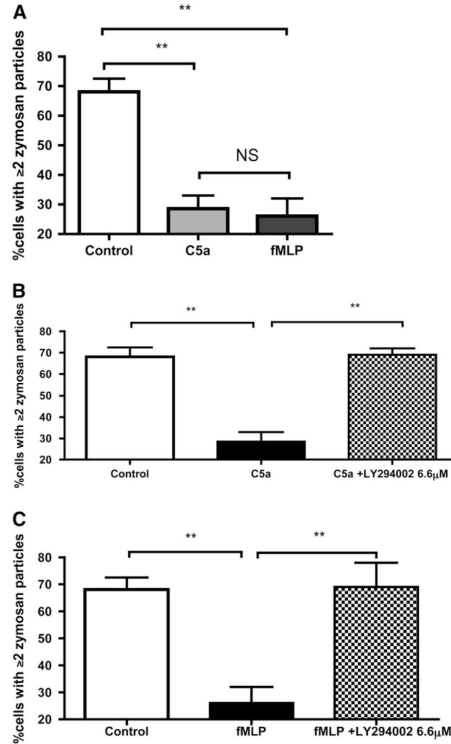 A
**
**
NS
%cells with ≥2 zymosan particles
80
70
60
50
40
30
20
Control C5a fMLP
B
**
**
%cells with ≥2 zymosan particles
80
70
60
50
40
30
20
Control C5a C5a +LY294002 6.6μM
C
**
**
%cells with ≥2 zymosan particles
80
70
60
50
40
30
20
Control fMLP fMLP +LY294002 6.6μM